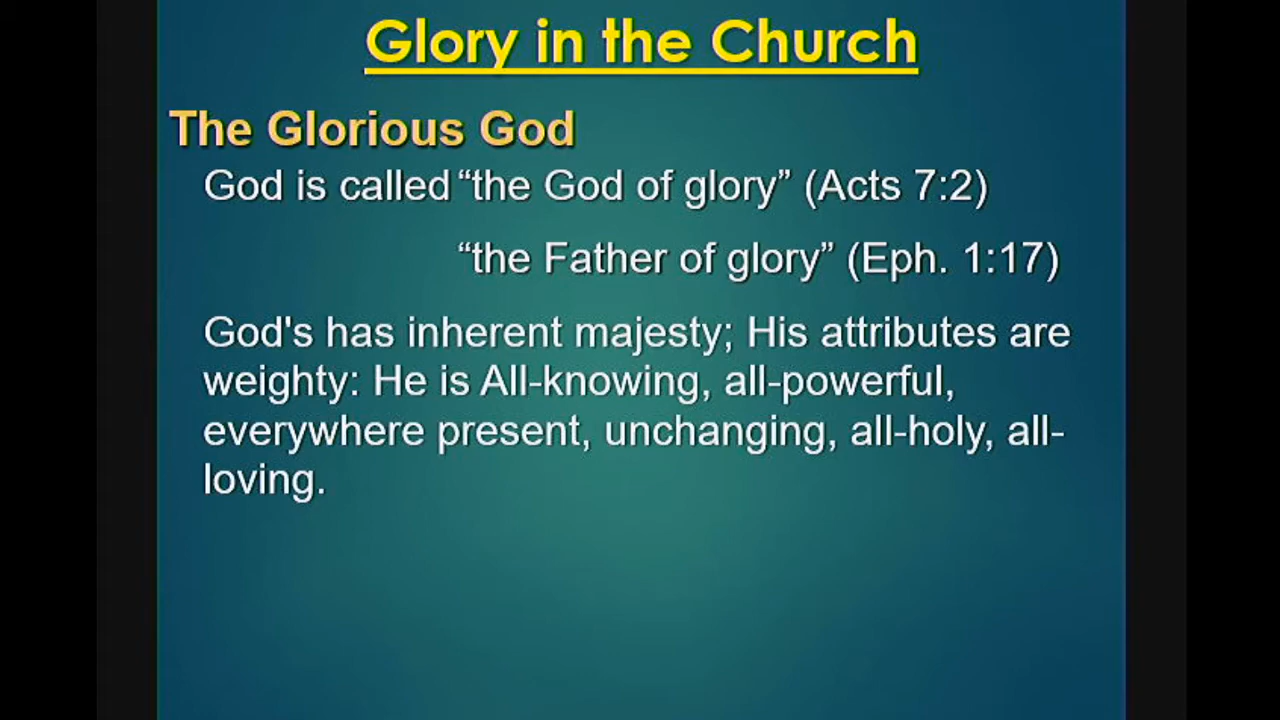 Glory in the Church
The Glorious God
God is called “the God of glory” (Acts 7:2)
“the Father of glory” (Eph. 1:17)
God's has inherent majesty; His attributes are
weighty: He is All-knowing, all-powerful,
everywhere present, unchanging, all-holy, all-
loving.